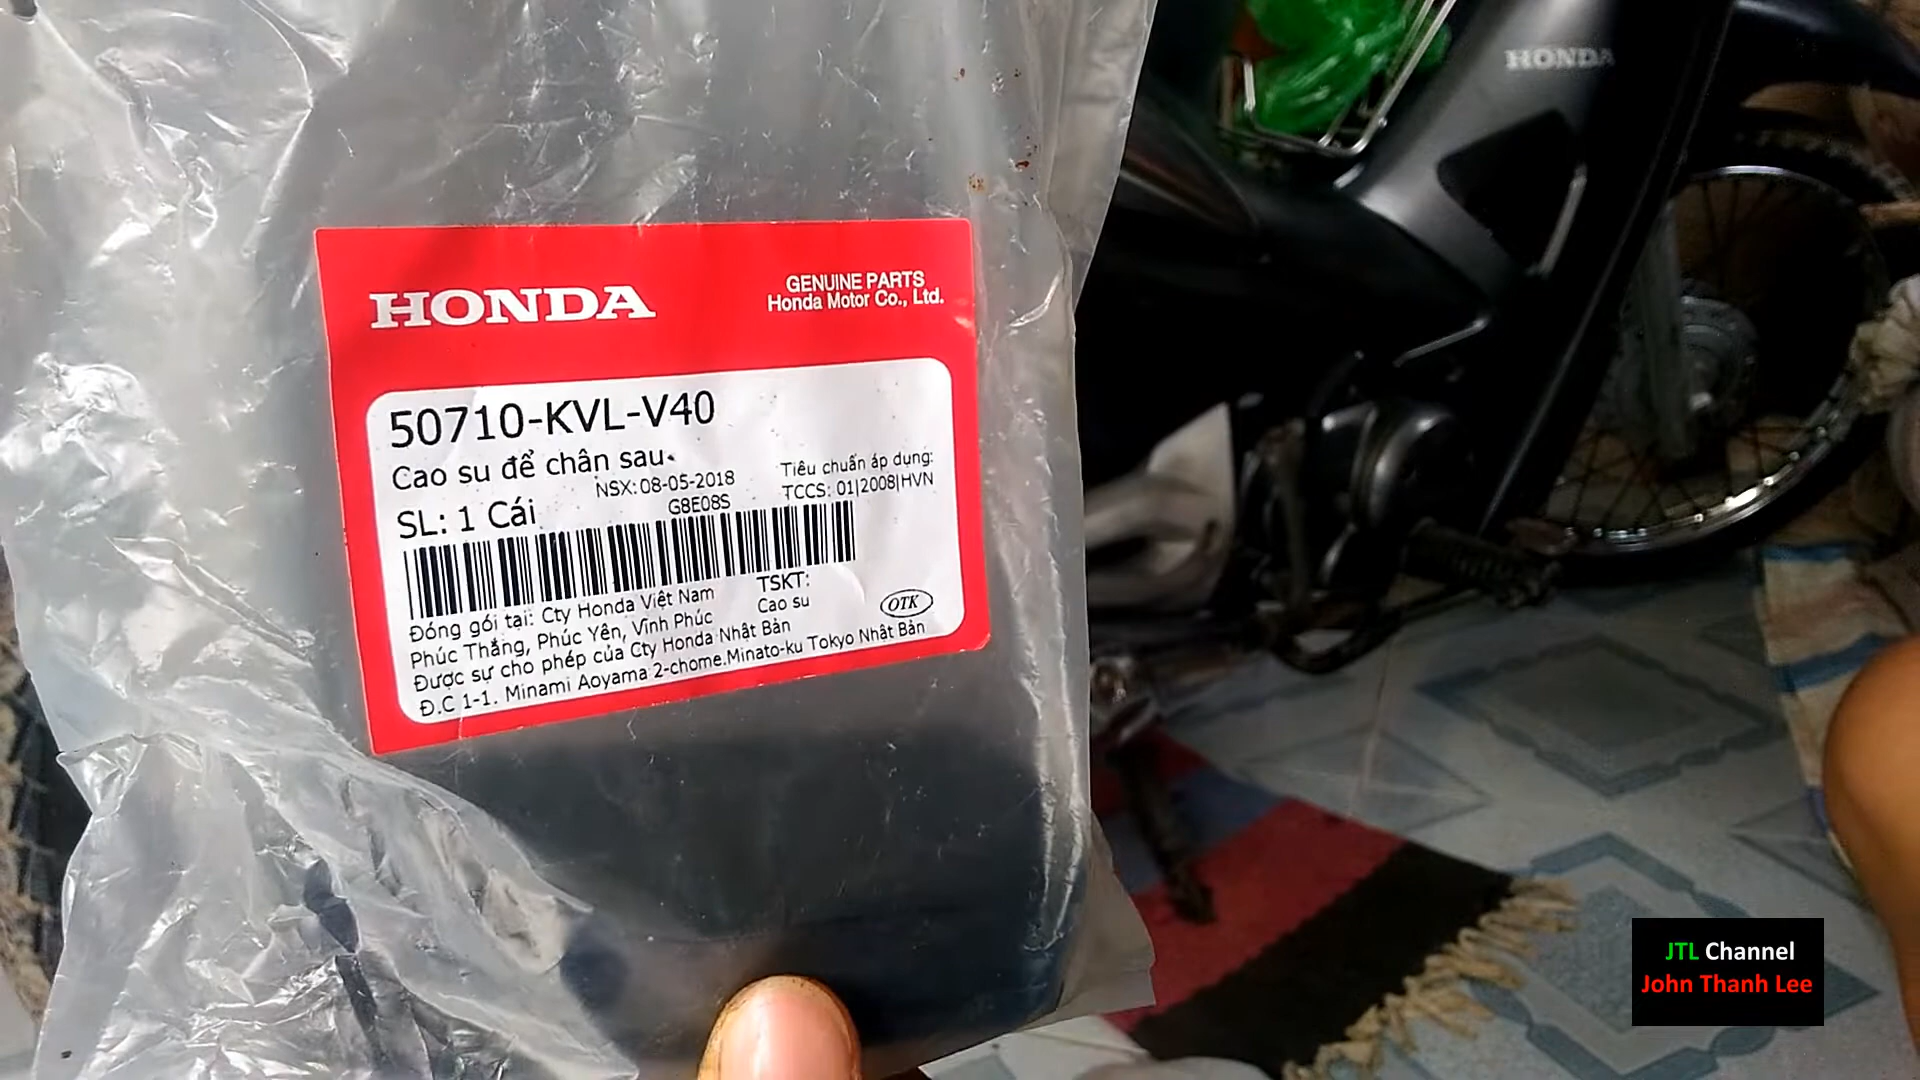 HONDA
HONDA
GENUINE PARTS
Honda Motor Co., Ltd.
50710-KVL-V40
Cao su để chân sau
NSX: 08-05-2018
Tiêu chuẩn áp dụng:
TCCS: 01|2008|HVN
SL: 1 Cái
G8E08S
Đóng gói tại: Cty Honda Việt Nam
Phúc Thắng, Phúc Yên, Vĩnh Phúc
Được sự cho phép của Cty Honda Nhật Bản
Đ.C 1-1. Minami Aoyama 2-chome.Minato-ku Tokyo Nhật Bản
TSKT:
Cao su
OTK
JTL Channel
John Thanh Lee